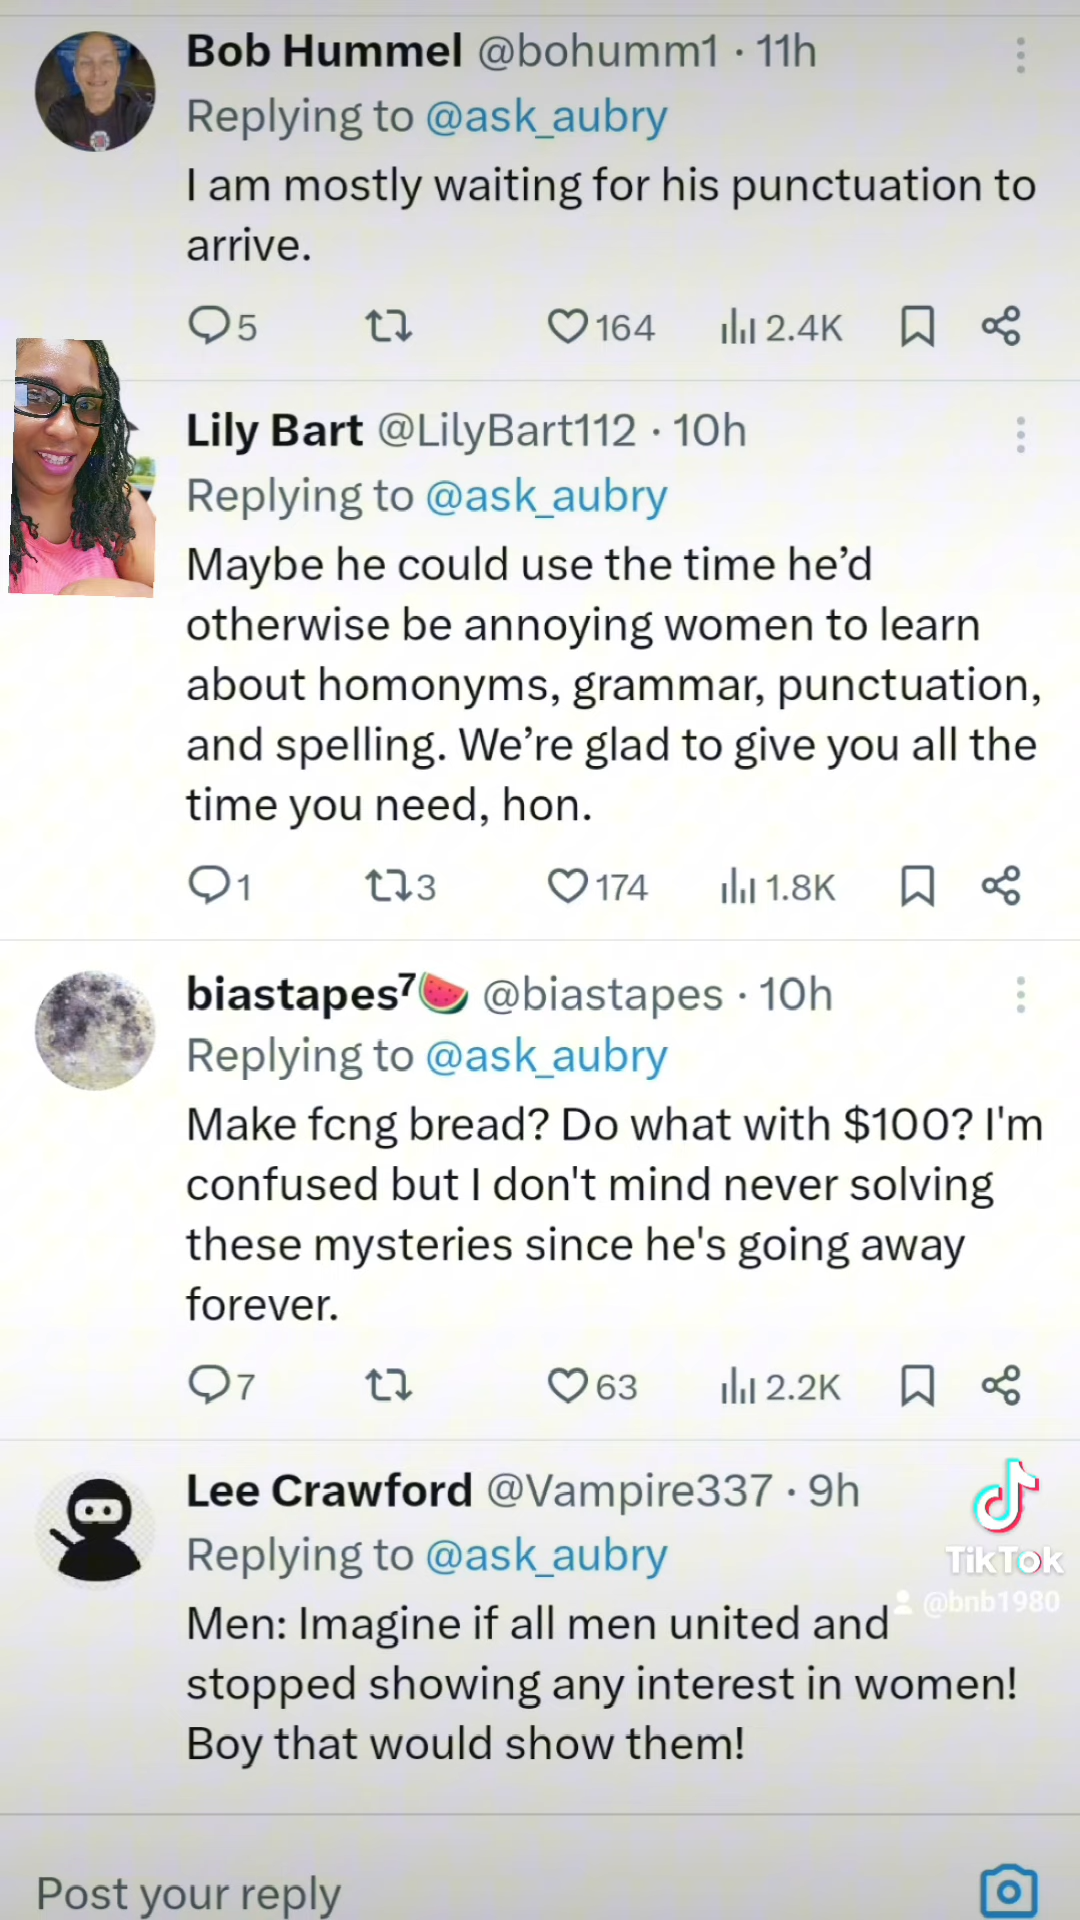 Bob Hummel @bohumm1 · 11h
Replying to @ask_aubry
I am mostly waiting for his punctuation to
arrive.
5 164 2.4K
Lily Bart @LilyBart112 · 10h
Replying to @ask_aubry
Maybe he could use the time he’d
otherwise be annoying women to learn
about homonyms, grammar, punctuation,
and spelling. We’re glad to give you all the
time you need, hon.
1 3 174 1.8K
biastapes⁷🍉 @biastapes · 10h
Replying to @ask_aubry
Make fcng bread? Do what with $100? I'm
confused but I don't mind never solving
these mysteries since he's going away
forever.
7 63 2.2K
Lee Crawford @Vampire337 · 9h
Replying to @ask_aubry
Men: Imagine if all men united and
stopped showing any interest in women!
Boy that would show them!
TikTok
@bnb1980
Post your reply